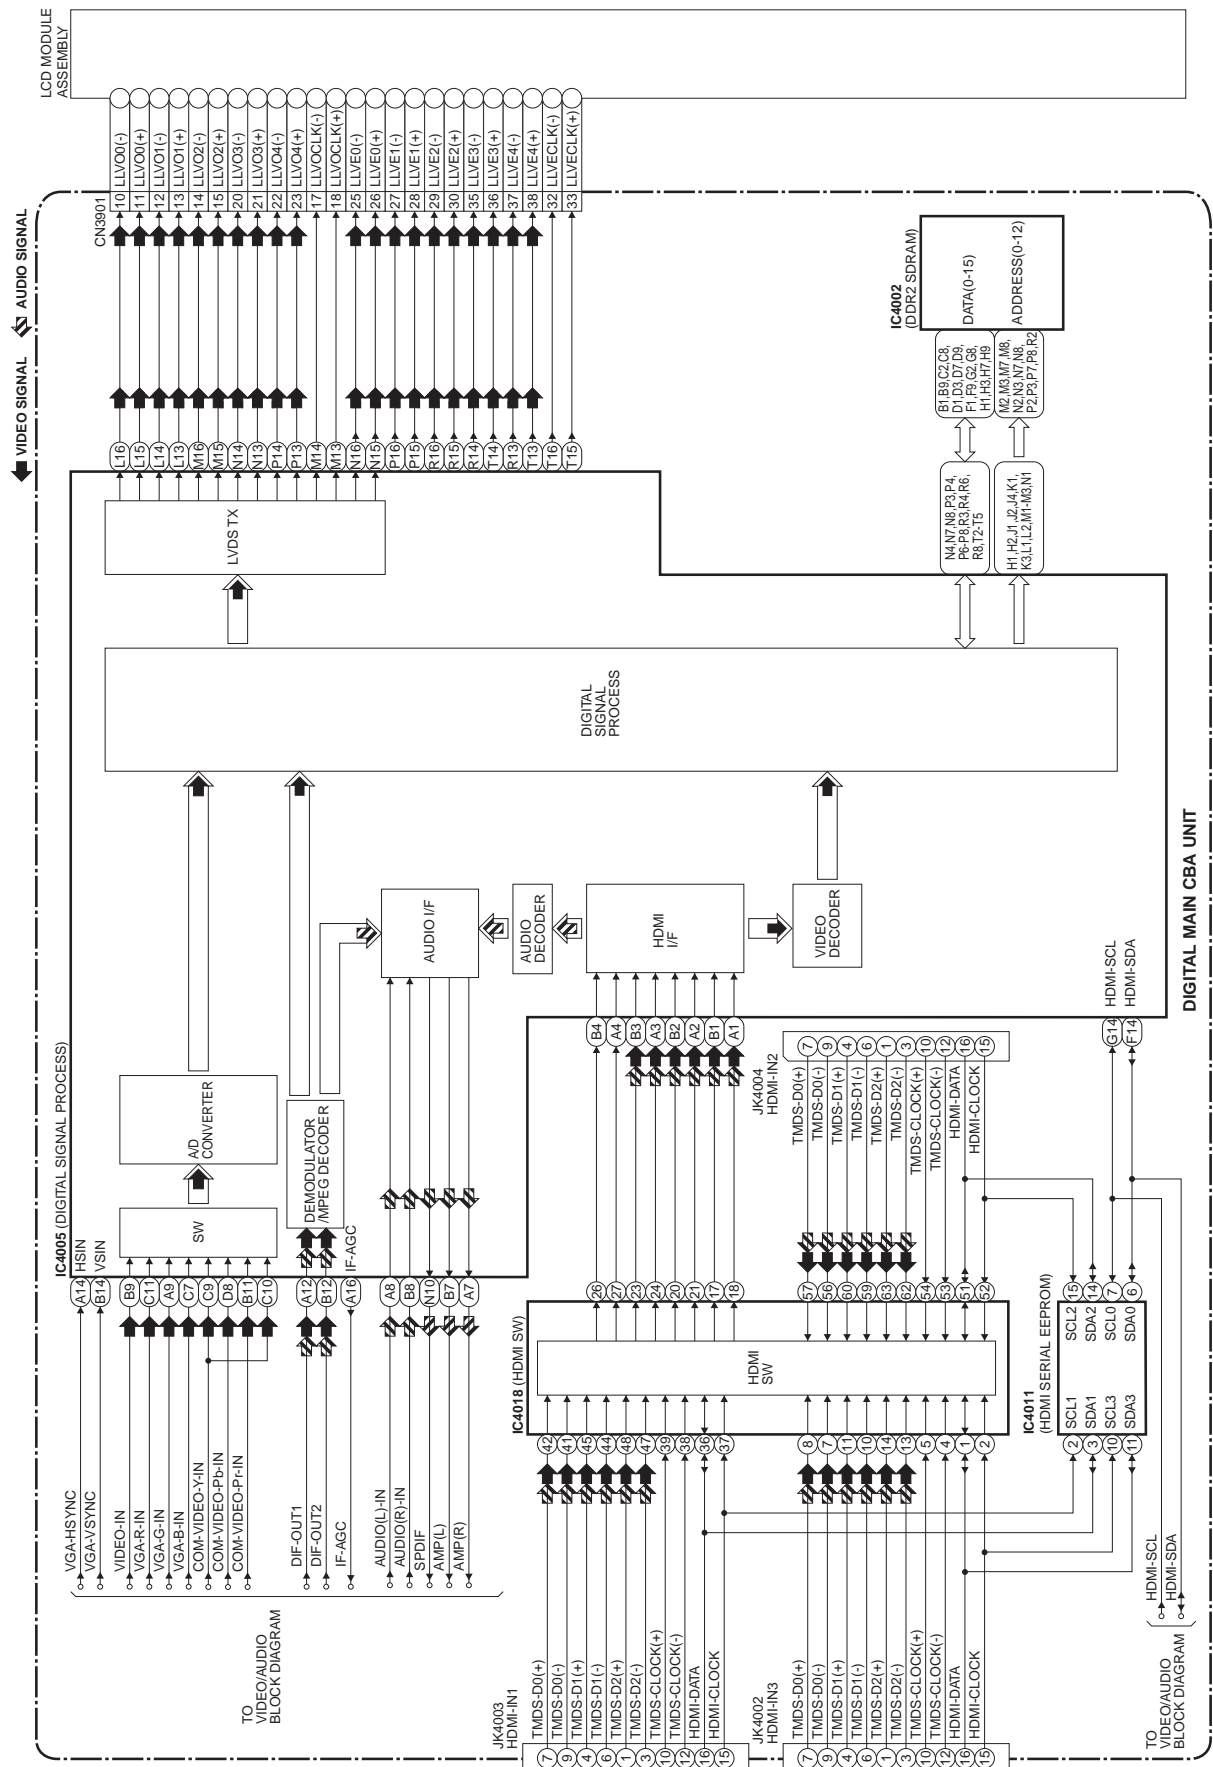 VIDEO SIGNAL
AUDIO SIGNAL
LCD MODULE
ASSEMBLY
CN3901
10 LLVO0(-)
11 LLVO0(+)
12 LLVO1(-)
13 LLVO1(+)
14 LLVO2(-)
15 LLVO2(+)
20 LLVO3(-)
21 LLVO3(+)
22 LLVO4(-)
23 LLVO4(+)
17 LLVOCLK(-)
18 LLVOCLK(+)
25 LLVE0(-)
26 LLVE0(+)
27 LLVE1(-)
28 LLVE1(+)
29 LLVE2(-)
30 LLVE2(+)
35 LLVE3(-)
36 LLVE3(+)
37 LLVE4(-)
38 LLVE4(+)
32 LLVECLK(-)
33 LLVECLK(+)
L16
L15
L14
L13
M16
M15
N14
N13
P14
P13
M14
M13
N16
N15
P16
P15
R16
R15
R14
T14
R13
T13
T16
T15
LVDS TX
IC4002
(DDR2 SDRAM)
DATA(0-15)
ADDRESS(0-12)
B1,B9,C2,C8,
D1,D3,D7,D9,
F1,F9,G2,G8,
H1,H3,H7,H9
M2,M3,M7,M8,
N2,N3,N7,N8,
P2,P3,P7,P8,R2
N4,N7,N8,P3,P4,
P6-P8,R3,R4,R6,
R8,T2-T5
H1,H2,J1,J2,J4,K1,
K3,L1,L2,M1-M3,N1
DIGITAL
SIGNAL
PROCESS
IC4005 (DIGITAL SIGNAL PROCESS)
A/D
CONVERTER
SW
DEMODULATOR
/MPEG DECODER
AUDIO I/F
AUDIO
DECODER
HDMI
I/F
VIDEO
DECODER
DIGITAL MAIN CBA UNIT
A14 HSIN
B14 VSIN
B9
C11
A9
C7
C9
D8
B11
C10
A12
B12
A16 IF-AGC
A8
B8
N10
B7
A7
VGA-HSYNC
VGA-VSYNC
VIDEO-IN
VGA-R-IN
VGA-G-IN
VGA-B-IN
COM-VIDEO-Y-IN
COM-VIDEO-Pb-IN
COM-VIDEO-Pr-IN
DIF-OUT1
DIF-OUT2
IF-AGC
AUDIO(L)-IN
AUDIO(R)-IN
SPDIF
AMP(L)
AMP(R)
TO
VIDEO/AUDIO
BLOCK DIAGRAM
B4
A4
B3
A3
B2
A2
B1
A1
26
27
23
24
20
21
17
18
JK4004
HDMI-IN2
7 TMDS-D0(+)
9 TMDS-D0(-)
4 TMDS-D1(+)
6 TMDS-D1(-)
1 TMDS-D2(+)
3 TMDS-D2(-)
10 TMDS-CLOCK(+)
12 TMDS-CLOCK(-)
16 HDMI-DATA
15 HDMI-CLOCK
57
56
60
59
63
62
54
53
51
52
G14 HDMI-SCL
F14 HDMI-SDA
IC4018 (HDMI SW)
HDMI
SW
42
41
45
44
48
47
39
38
36
37
8
7
11
10
14
13
5
4
1
2
IC4011
(HDMI SERIAL EEPROM)
15 SCL2
14 SDA2
7 SCL0
6 SDA0
2 SCL1
3 SDA1
10 SCL3
11 SDA3
JK4003
HDMI-IN1
7 TMDS-D0(+)
9 TMDS-D0(-)
4 TMDS-D1(+)
6 TMDS-D1(-)
1 TMDS-D2(+)
3 TMDS-D2(-)
10 TMDS-CLOCK(+)
12 TMDS-CLOCK(-)
16 HDMI-DATA
15 HDMI-CLOCK
JK4002
HDMI-IN3
7 TMDS-D0(+)
9 TMDS-D0(-)
4 TMDS-D1(+)
6 TMDS-D1(-)
1 TMDS-D2(+)
3 TMDS-D2(-)
10 TMDS-CLOCK(+)
12 TMDS-CLOCK(-)
16 HDMI-DATA
15 HDMI-CLOCK
HDMI-SCL
HDMI-SDA
TO
VIDEO/AUDIO
BLOCK DIAGRAM